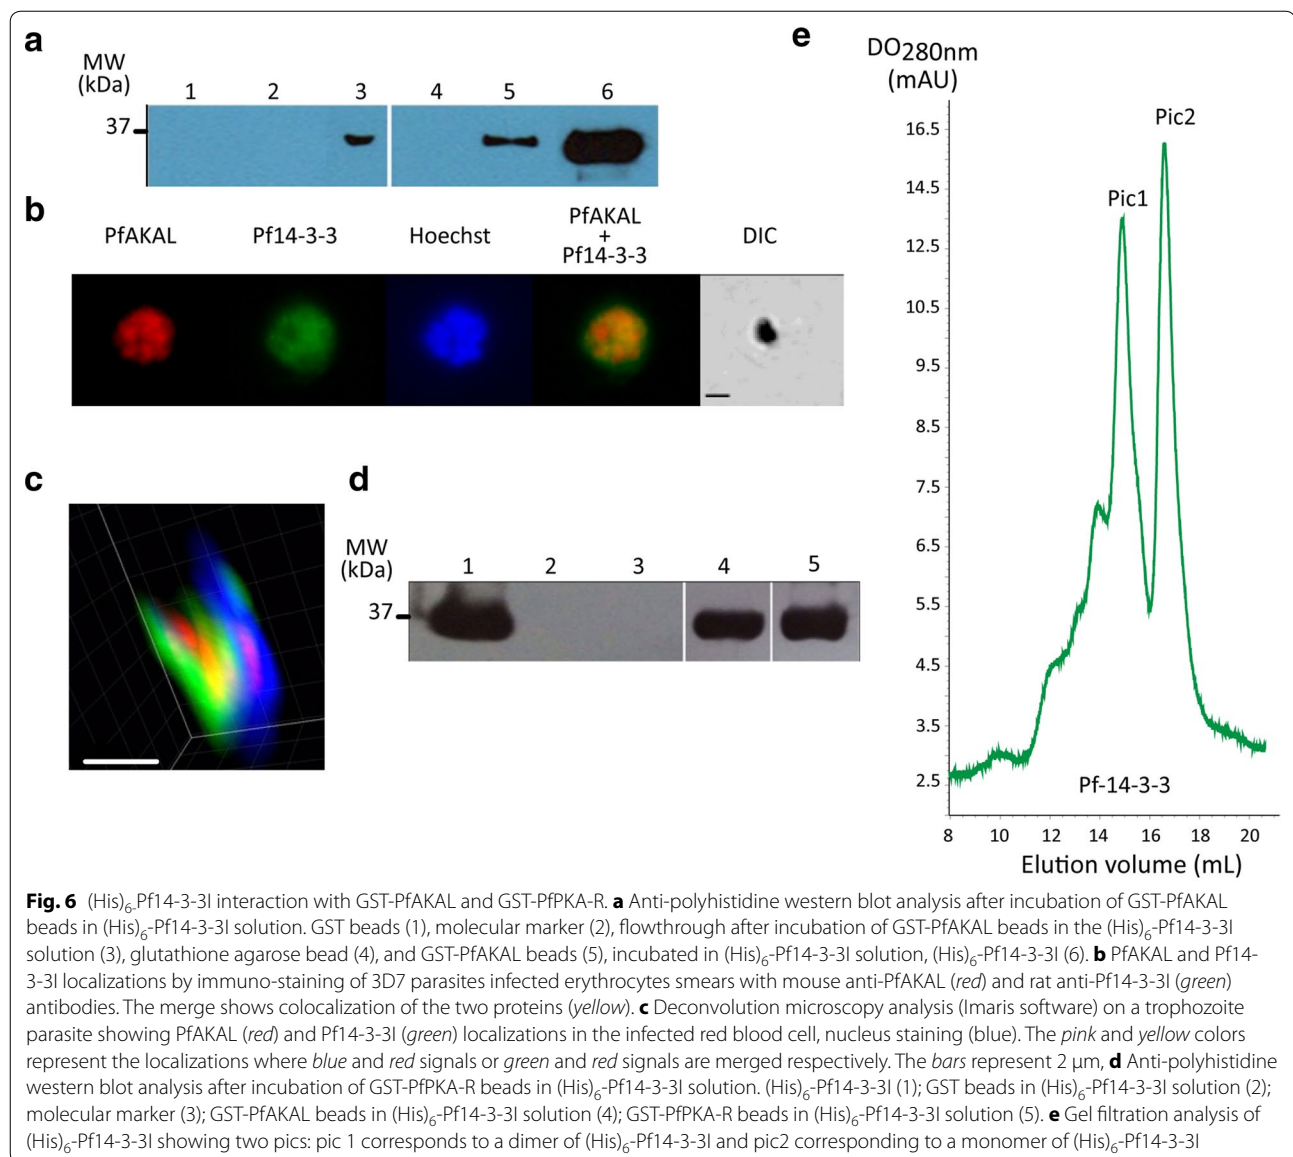 a
MW
(kDa)
1 2 3 4 5 6
37
b
PfAKAL Pf14-3-3 Hoechst PfAKAL + Pf14-3-3 DIC
c
d
MW
(kDa)
1 2 3 4 5
37
e
DO280nm
(mAU)
Pic2
Pic1
16.5
14.5
12.5
10.5
9.5
8.5
7.5
6.5
5.5
4.5
3.5
2.5
Pf-14-3-3
8 10 12 14 16 18 20
Elution volume (mL)
Fig. 6 (His)6-Pf14-3-3I interaction with GST-PfAKAL and GST-PfPKA-R. a Anti-polyhistidine western blot analysis after incubation of GST-PfAKAL
beads in (His)6-Pf14-3-3I solution. GST beads (1), molecular marker (2), flowthrough after incubation of GST-PfAKAL beads in the (His)6-Pf14-3-3I
solution (3), glutathione agarose bead (4), and GST-PfAKAL beads (5), incubated in (His)6-Pf14-3-3I solution, (His)6-Pf14-3-3I (6). b PfAKAL and Pf14-
3-3I localizations by immuno-staining of 3D7 parasites infected erythrocytes smears with mouse anti-PfAKAL (red) and rat anti-Pf14-3-3I (green)
antibodies. The merge shows colocalization of the two proteins (yellow). c Deconvolution microscopy analysis (Imaris software) on a trophozoite
parasite showing PfAKAL (red) and Pf14-3-3I (green) localizations in the infected red blood cell, nucleus staining (blue). The pink and yellow colors
represent the localizations where blue and red signals or green and red signals are merged respectively. The bars represent 2 µm, d Anti-polyhistidine
western blot analysis after incubation of GST-PfPKA-R beads in (His)6-Pf14-3-3I solution. (His)6-Pf14-3-3I (1); GST beads in (His)6-Pf14-3-3I solution (2);
molecular marker (3); GST-PfAKAL beads in (His)6-Pf14-3-3I solution (4); GST-PfPKA-R beads in (His)6-Pf14-3-3I solution (5). e Gel filtration analysis of
(His)6-Pf14-3-3I showing two pics: pic 1 corresponds to a dimer of (His)6-Pf14-3-3I and pic2 corresponding to a monomer of (His)6-Pf14-3-3I